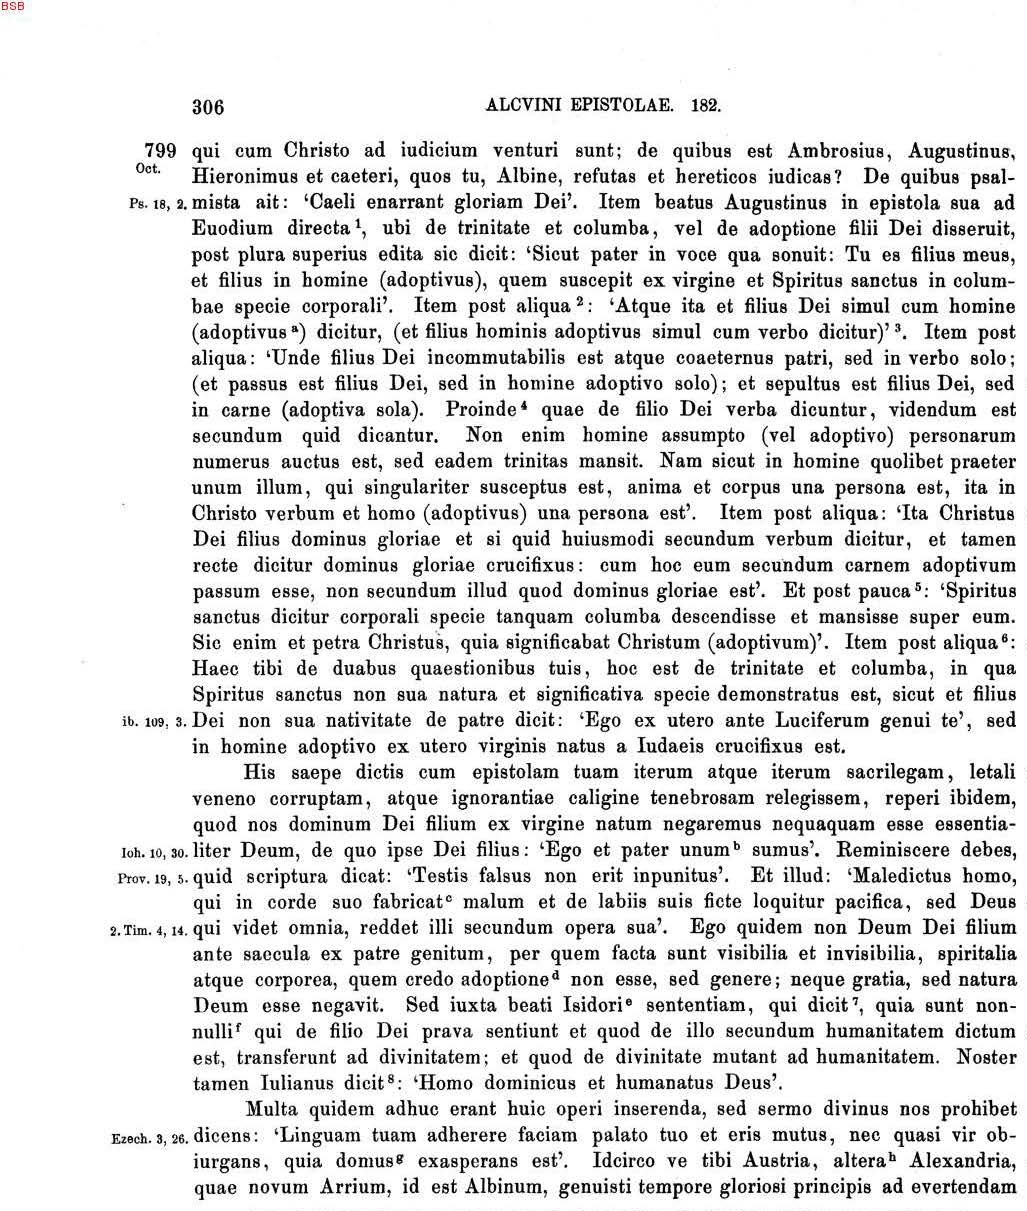 BSB
306 ALCVINI EPISTOLAE. 182.
799 qui cum Christo ad iudicium venturi sunt; de quibus est Ambrosius, Augustinus,
Oct. Hieronimus et caeteri, quos tu, Albine, refutas et hereticos iudicas? De quibus psal-
Ps. 18, 2. mista ait: ‘Caeli enarrant gloriam Dei’. Item beatus Augustinus in epistola sua ad
Euodium directa¹, ubi de trinitate et columba, vel de adoptione filii Dei disseruit,
post plura superius edita sic dicit: ‘Sicut pater in voce qua sonuit: Tu es filius meus,
et filius in homine (adoptivus), quem suscepit ex virgine et Spiritus sanctus in colum-
bae specie corporali’. Item post aliqua²: ‘Atque ita et filius Dei simul cum homine
(adoptivusᵃ) dicitur, (et filius hominis adoptivus simul cum verbo dicitur)’³. Item post
aliqua: ‘Unde filius Dei incommutabilis est atque coaeternus patri, sed in verbo solo;
(et passus est filius Dei, sed in homine adoptivo solo); et sepultus est filius Dei, sed
in carne (adoptiva sola). Proinde⁴ quae de filio Dei verba dicuntur, videndum est
secundum quid dicantur. Non enim homine assumpto (vel adoptivo) personarum
numerus auctus est, sed eadem trinitas mansit. Nam sicut in homine quolibet praeter
unum illum, qui singulariter susceptus est, anima et corpus una persona est, ita in
Christo verbum et homo (adoptivus) una persona est’. Item post aliqua: ‘Ita Christus
Dei filius dominus gloriae et si quid huiusmodi secundum verbum dicitur, et tamen
recte dicitur dominus gloriae crucifixus: cum hoc eum secundum carnem adoptivum
passum esse, non secundum illud quod dominus gloriae est’. Et post pauca⁵: ‘Spiritus
sanctus dicitur corporali specie tanquam columba descendisse et mansisse super eum.
Sic enim et petra Christus, quia significabat Christum (adoptivum)’. Item post aliqua⁶:
Haec tibi de duabus quaestionibus tuis, hoc est de trinitate et columba, in qua
Spiritus sanctus non sua natura et significativa specie demonstratus est, sicut et filius
ib. 109, 3. Dei non sua nativitate de patre dicit: ‘Ego ex utero ante Luciferum genui te’, sed
in homine adoptivo ex utero virginis natus a Iudaeis crucifixus est.
His saepe dictis cum epistolam tuam iterum atque iterum sacrilegam, letali
veneno corruptam, atque ignorantiae caligine tenebrosam relegissem, reperi ibidem,
quod nos dominum Dei filium ex virgine natum negaremus nequaquam esse essentia-
Ioh. 10, 30. liter Deum, de quo ipse Dei filius: ‘Ego et pater unumᵇ sumus’. Reminiscere debes,
Prov. 19, 5. quid scriptura dicat: ‘Testis falsus non erit inpunitus’. Et illud: ‘Maledictus homo,
qui in corde suo fabricatᶜ malum et de labiis suis ficte loquitur pacifica, sed Deus
2. Tim. 4, 14. qui videt omnia, reddet illi secundum opera sua’. Ego quidem non Deum Dei filium
ante saecula ex patre genitum, per quem facta sunt visibilia et invisibilia, spiritalia
atque corporea, quem credo adoptioneᵈ non esse, sed genere; neque gratia, sed natura
Deum esse negavit. Sed iuxta beati Isidoriᵉ sententiam, qui dicit⁷, quia sunt non-
nulliᶠ qui de filio Dei prava sentiunt et quod de illo secundum humanitatem dictum
est, transferunt ad divinitatem; et quod de divinitate mutant ad humanitatem. Noster
tamen Iulianus dicit⁸: ‘Homo dominicus et humanatus Deus’.
Multa quidem adhuc erant huic operi inserenda, sed sermo divinus nos prohibet
Ezech. 3, 26. dicens: ‘Linguam tuam adherere faciam palato tuo et eris mutus, nec quasi vir ob-
iurgans, quia domusᵍ exasperans est’. Idcirco ve tibi Austria, alteraʰ Alexandria,
quae novum Arrium, id est Albinum, genuisti tempore gloriosi principis ad evertendam